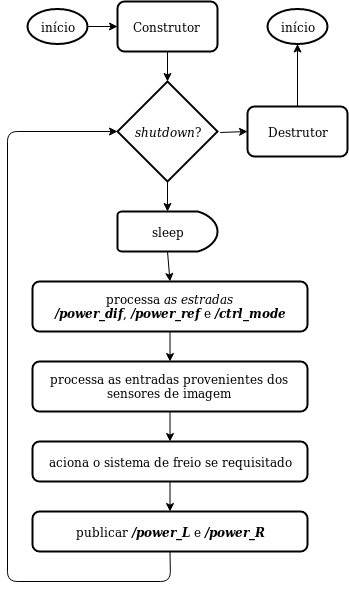 início
Construtor
início
shutdown?
Destrutor
sleep
processa as estradas
/power_dif, /power_ref e /ctrl_mode
processa as entradas provenientes dos
sensores de imagem
aciona o sistema de freio se requisitado
publicar /power_L e /power_R